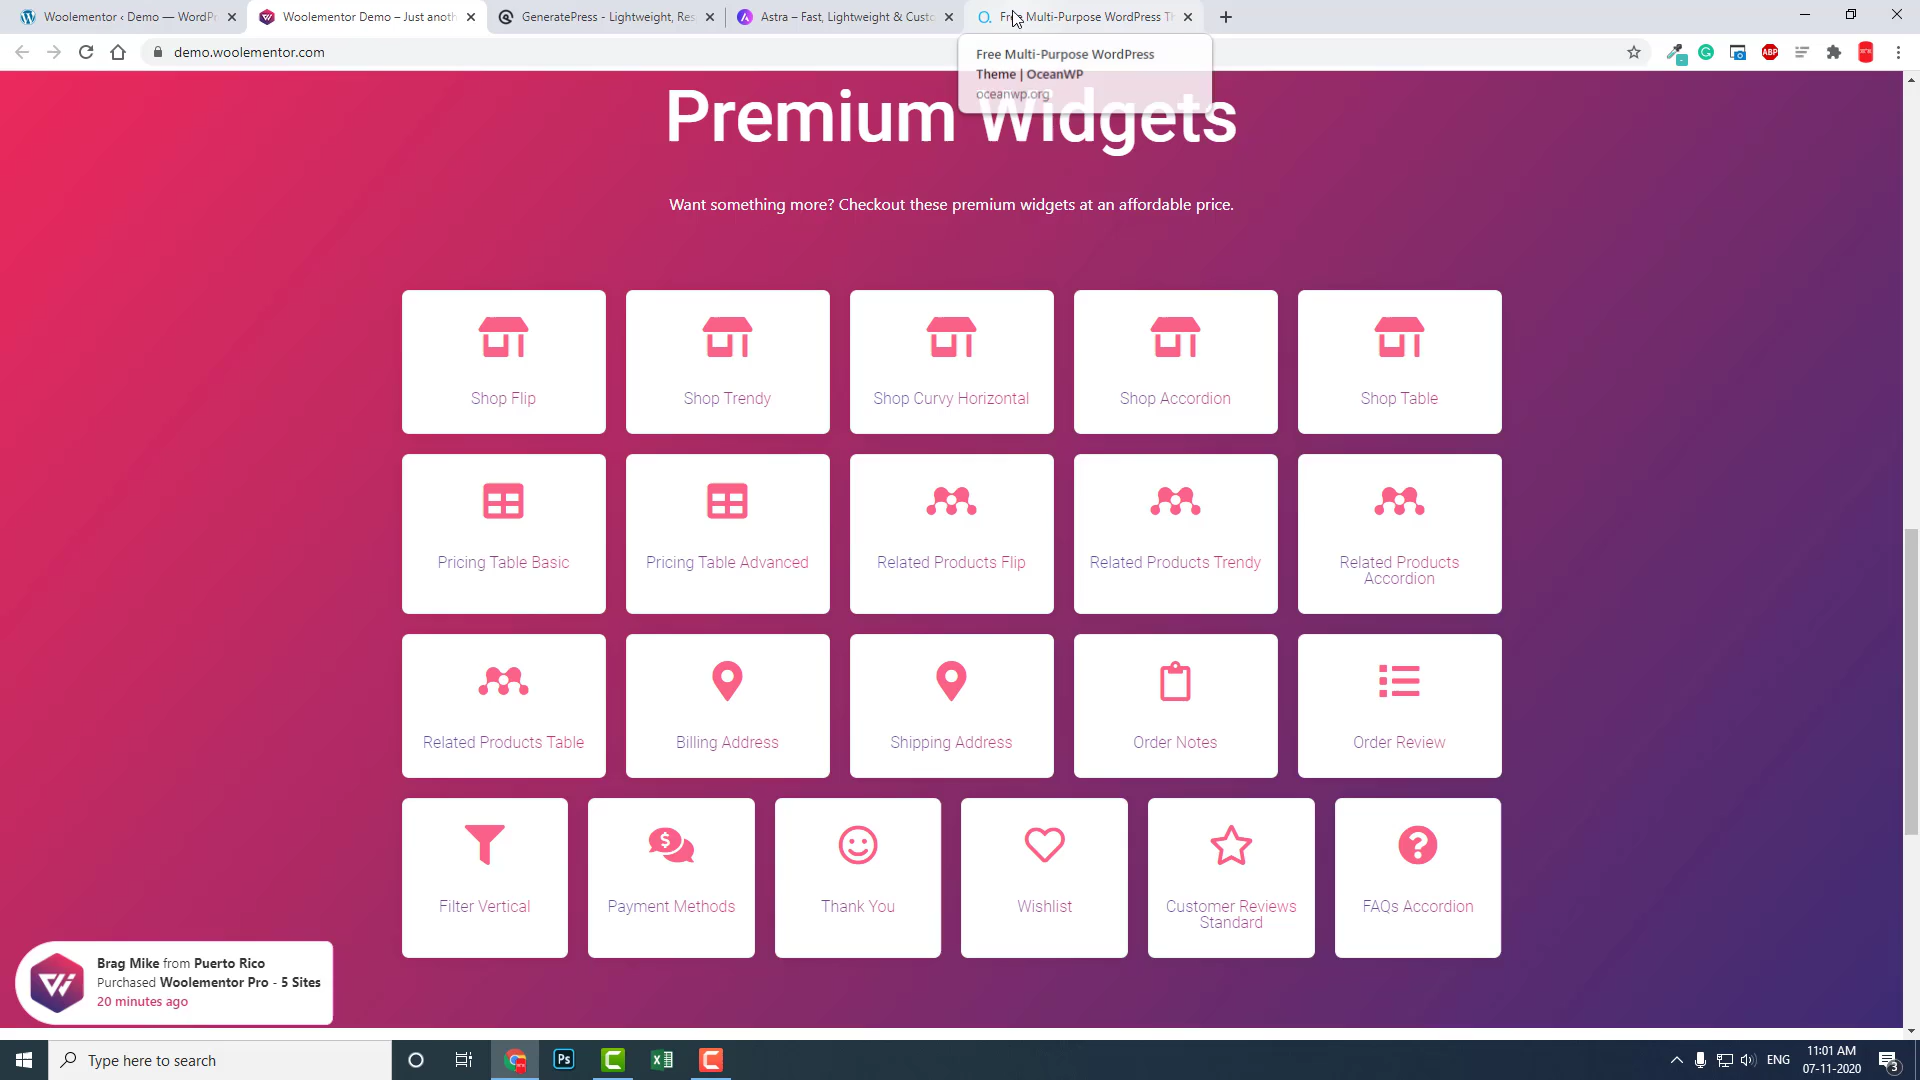 Woolementor ‹ Demo — WordPr
Woolementor Demo – Just anoth
GeneratePress - Lightweight, Res
Astra – Fast, Lightweight & Custo
Free Multi-Purpose WordPress Th
demo.woolementor.com
Free Multi-Purpose WordPress
Theme | OceanWP
oceanwp.org
ABP
Premium Widgets
Want something more? Checkout these premium widgets at an affordable price.
Shop Flip
Shop Trendy
Shop Curvy Horizontal
Shop Accordion
Shop Table
Pricing Table Basic
Pricing Table Advanced
Related Products Flip
Related Products Trendy
Related Products
Accordion
Related Products Table
Billing Address
Shipping Address
Order Notes
Order Review
Filter Vertical
Payment Methods
Thank You
Wishlist
Customer Reviews
Standard
FAQs Accordion
Brag Mike from Puerto Rico
Purchased Woolementor Pro - 5 Sites
20 minutes ago
Type here to search
Ps
ENG
11:01 AM
07-11-2020
3